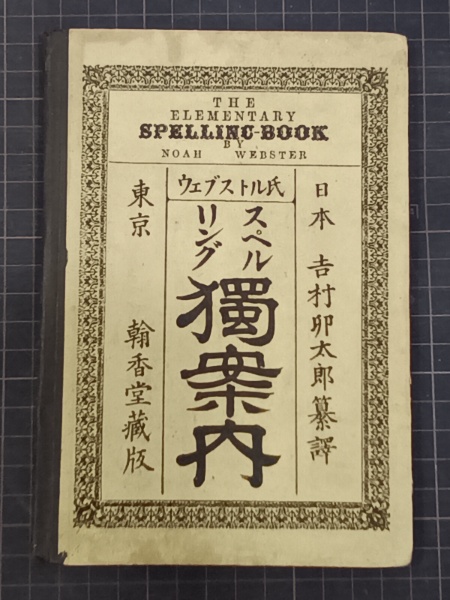 THE
ELEMENTARY
SPELLING-BOOK
BY
NOAH WEBSTER
日本 吉村卯太郎纂譯
ウェブストル氏
スペル
リング
獨案内
東京 翰香堂藏版